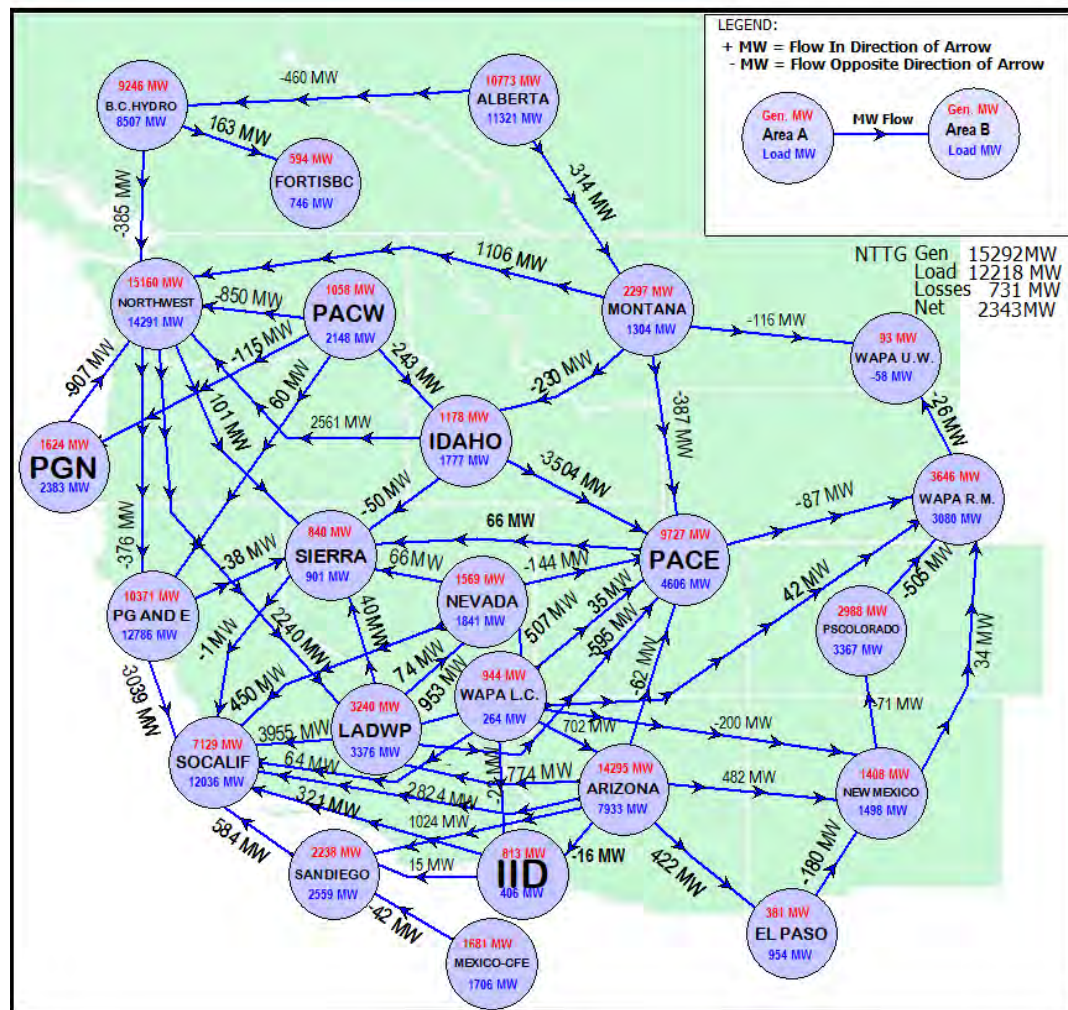 LEGEND:
+ MW = Flow In Direction of Arrow
- MW = Flow Opposite Direction of Arrow
Gen. MW
Area A
Load MW
MW Flow
Gen. MW
Area B
Load MW
NTTG Gen 15292MW
Load 12218 MW
Losses 731 MW
Net 2343MW
9246 MW
B.C.HYDRO
8507 MW
-460 MW
10773 MW
ALBERTA
11321 MW
163 MW
594 MW
FORTISBC
746 MW
-385 MW
-314 MW
1106 MW
15160 MW
NORTHWEST
14291 MW
-850 MW
1058 MW
PACW
2148 MW
2297 MW
MONTANA
1304 MW
-116 MW
93 MW
WAPA U.W.
-58 MW
-907 MW
-115 MW
-243 MW
-230 MW
-387 MW
-26 MW
101 MW
60 MW
2561 MW
1178 MW
IDAHO
1777 MW
1624 MW
PGN
2383 MW
-3504 MW
-50 MW
3646 MW
WAPA R.M.
3080 MW
-87 MW
-376 MW
-38 MW
840 MW
SIERRA
901 MW
66 MW
66 MW
-144 MW
9727 MW
PACE
4606 MW
-505 MW
10371 MW
PG AND E
12786 MW
1569 MW
NEVADA
1841 MW
507 MW
35 MW
42 MW
2988 MW
PSCOLORADO
3367 MW
-1 MW
2240 MW
40 MW
-595 MW
-62 MW
34 MW
-3039 MW
450 MW
74 MW
953 MW
944 MW
WAPA L.C.
264 MW
-200 MW
-71 MW
7129 MW
SOCALIF
12036 MW
3955 MW
3240 MW
LADWP
3376 MW
702 MW
64 MW
-774 MW
14295 MW
ARIZONA
7933 MW
482 MW
1408 MW
NEW MEXICO
1498 MW
321 MW
2824 MW
1024 MW
584 MW
2238 MW
SANDIEGO
2559 MW
15 MW
813 MW
IID
406 MW
-16 MW
422 MW
-180 MW
-42 MW
1681 MW
MEXICO-CFE
1706 MW
381 MW
EL PASO
954 MW